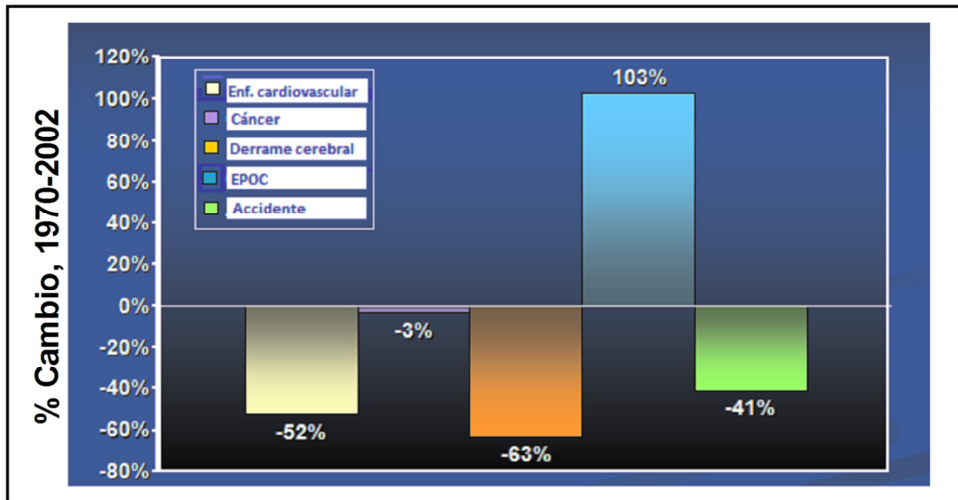 % Cambio, 1970-2002
120%
100%
80%
60%
40%
20%
0%
-20%
-40%
-60%
-80%
Enf. cardiovascular
Cáncer
Derrame cerebral
EPOC
Accidente
103%
-3%
-41%
-52%
-63%